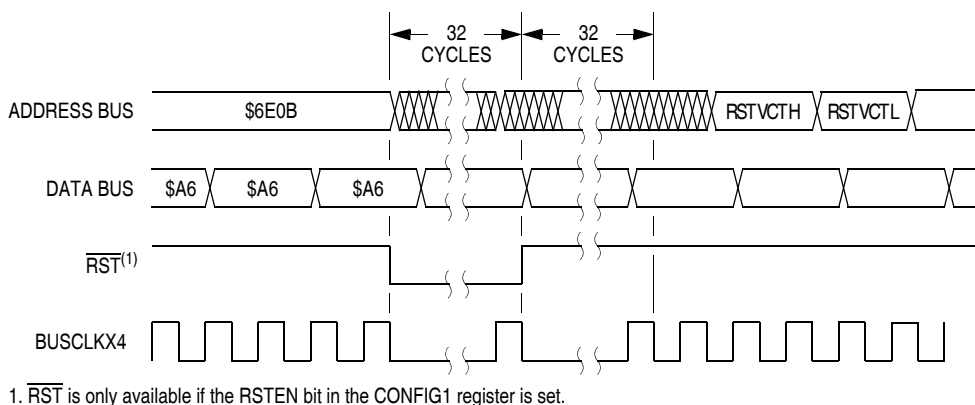 32 CYCLES
32 CYCLES
ADDRESS BUS
$6E0B
RSTVCTH
RSTVCTL
DATA BUS
$A6
$A6
$A6
RST(1)
BUSCLKX4
1. RST is only available if the RSTEN bit in the CONFIG1 register is set.